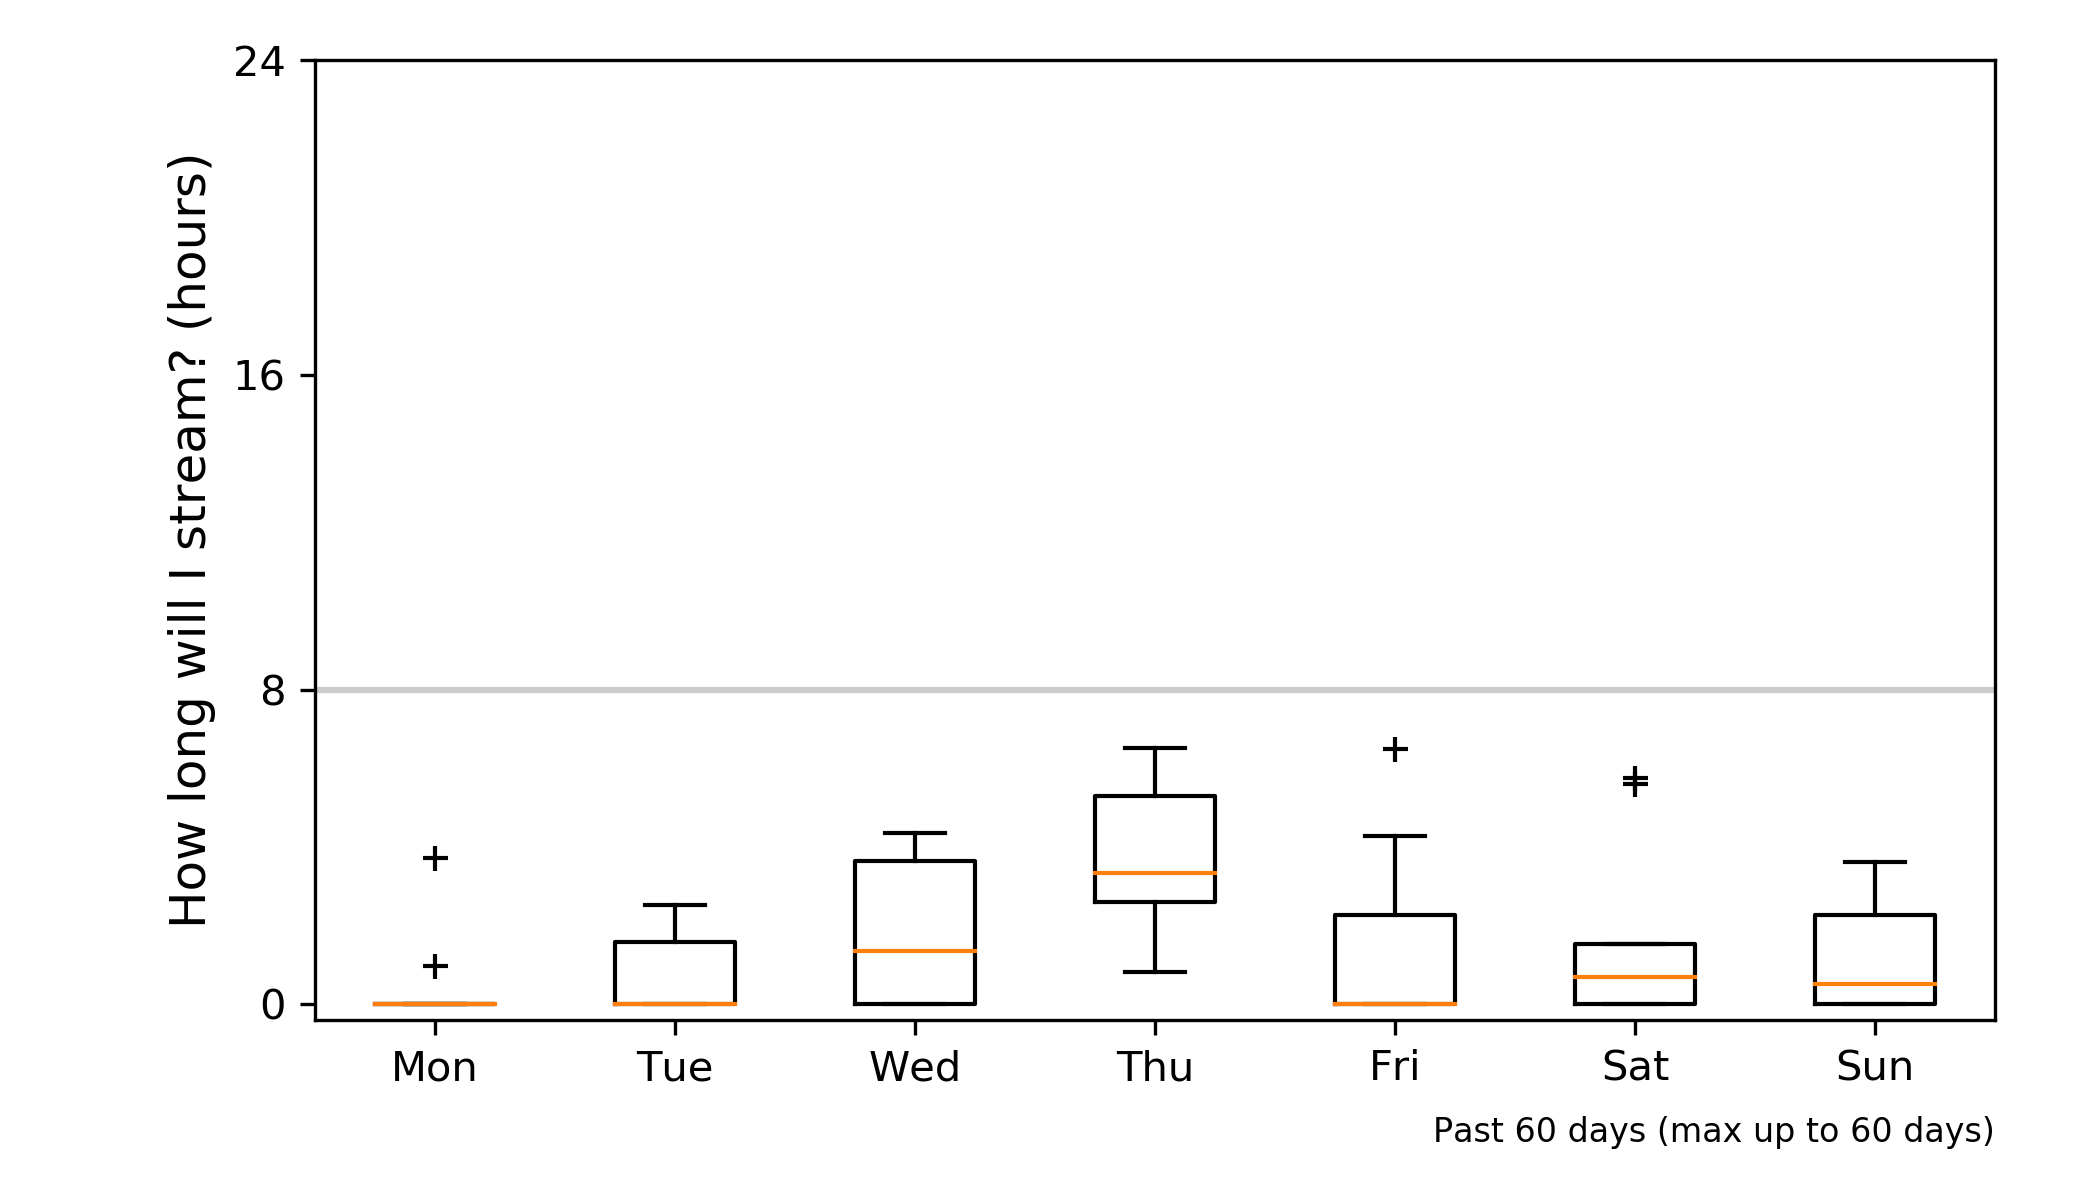 How long will I stream? (hours)
24
16
8
0
Mon Tue Wed Thu Fri Sat Sun
Past 60 days (max up to 60 days)